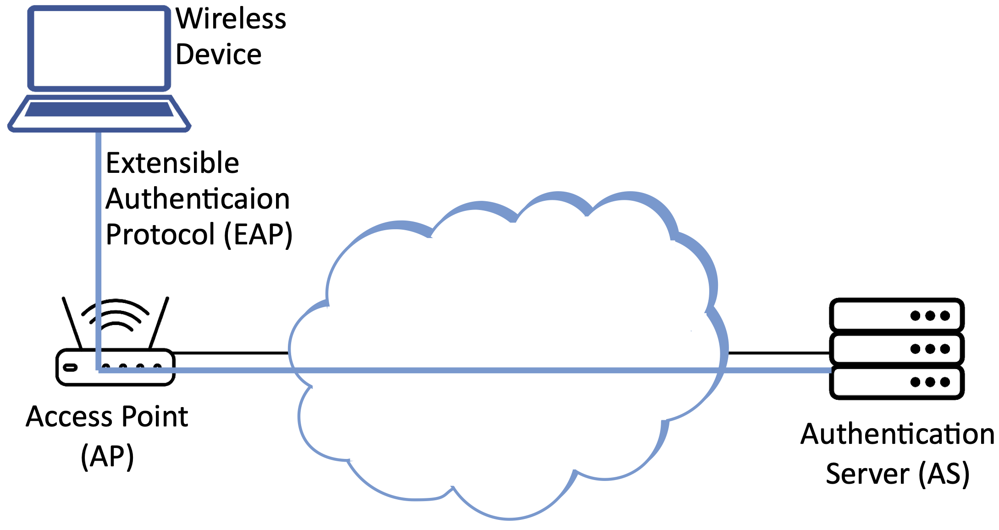 Wireless
Device
Extensible
Authenticaion
Protocol (EAP)
Access Point
(AP)
Authentication
Server (AS)